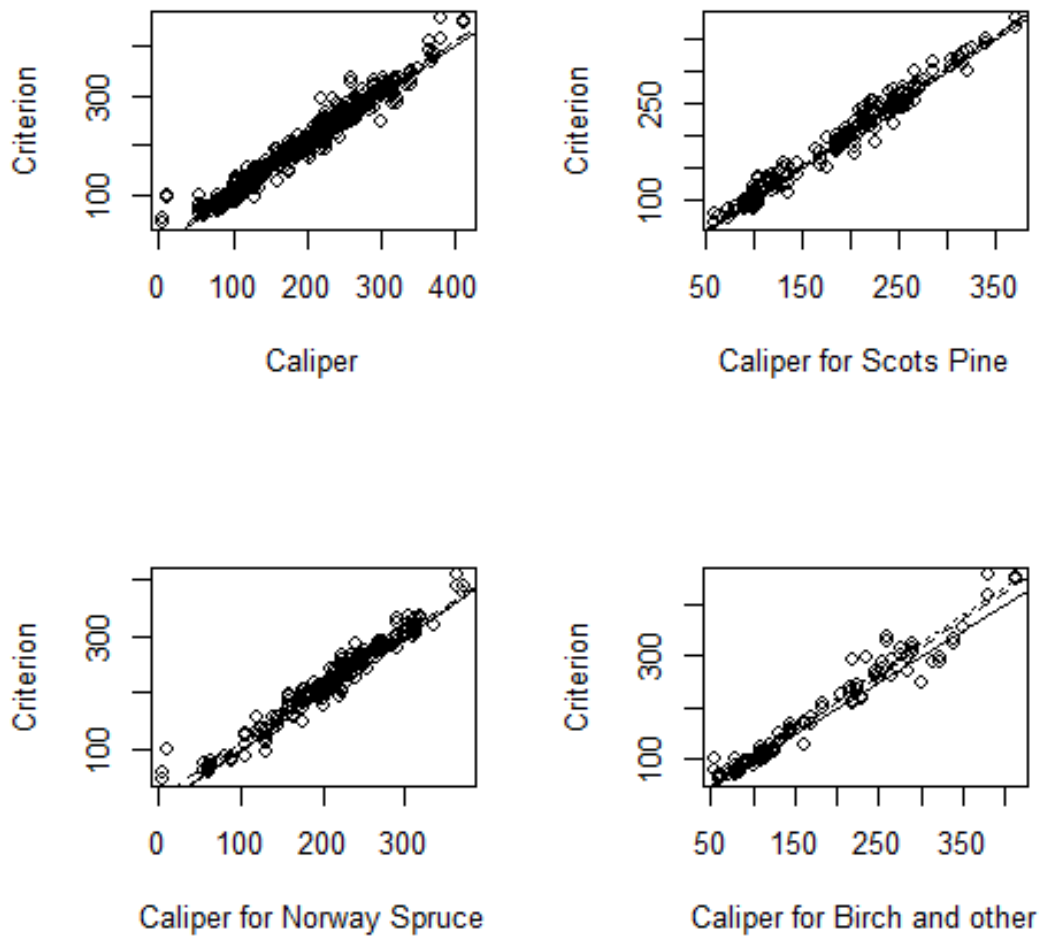 Criterion
300
100
0 100 200 300 400
Caliper
Criterion
250
100
50 150 250 350
Caliper for Scots Pine
Criterion
300
100
0 100 200 300
Caliper for Norway Spruce
Criterion
300
100
50 150 250 350
Caliper for Birch and other